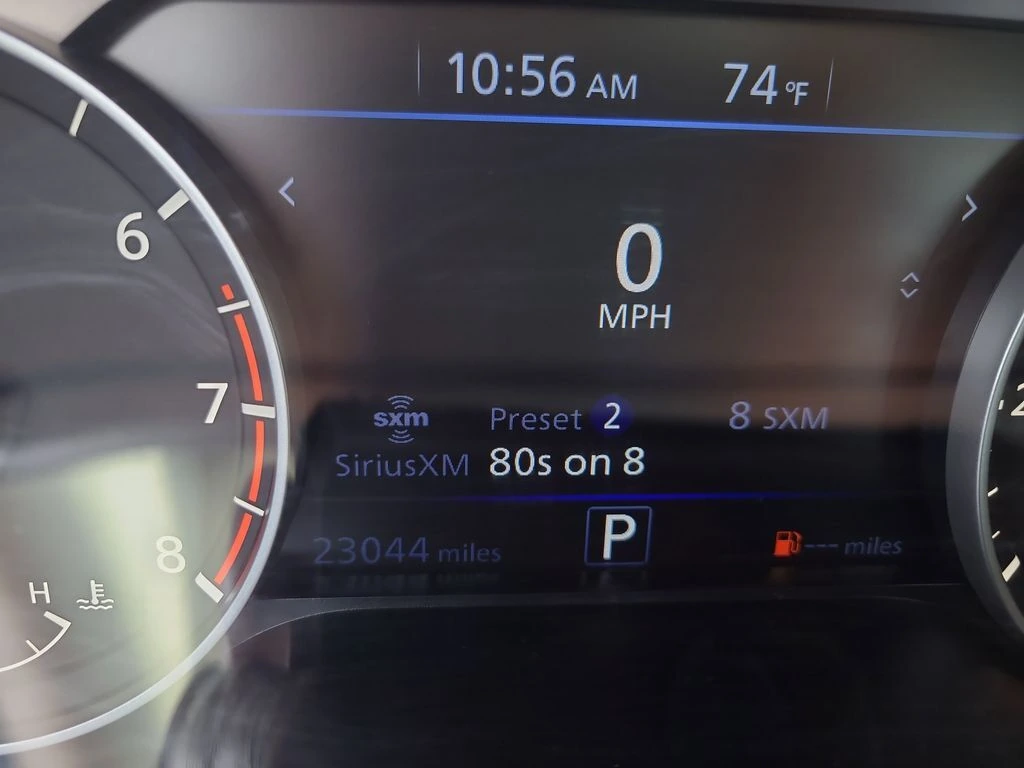 10:56 AM 74 °F
6
0
MPH
7
sxm Preset 2 8 SXM
SiriusXM 80s on 8
8
23044 miles P --- miles
H